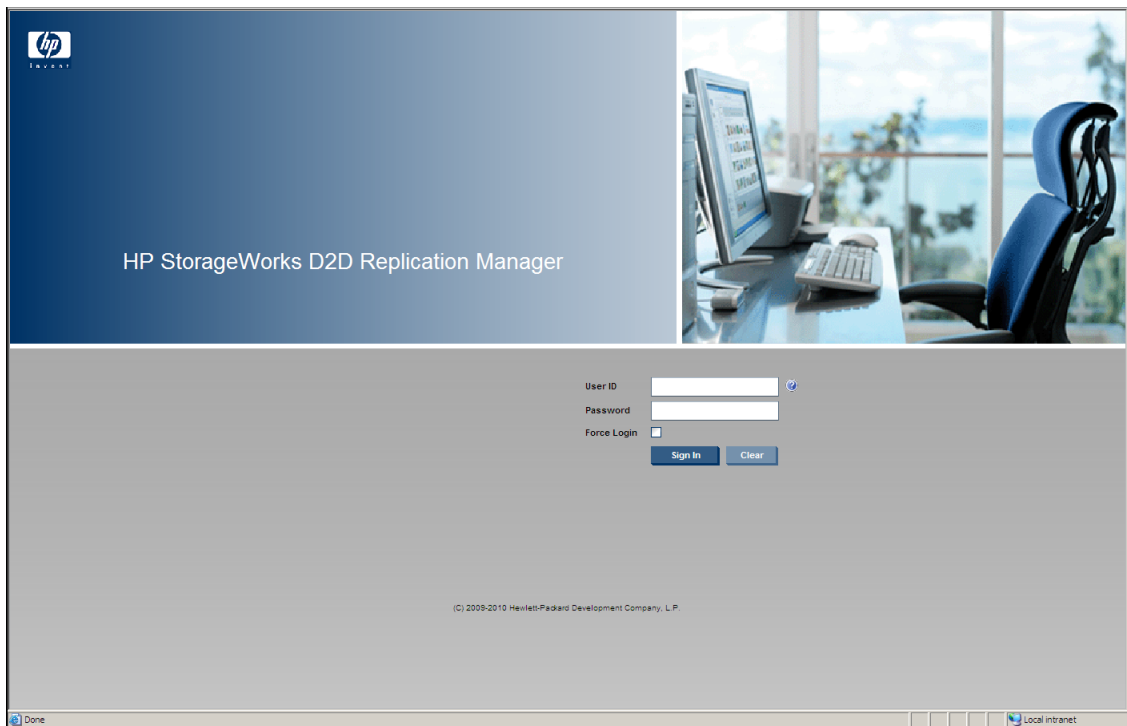 hp
invent
HP StorageWorks D2D Replication Manager
User ID
Password
Force Login
Sign In Clear
(C) 2009-2010 Hewlett-Packard Development Company, L.P.
Done Local intranet